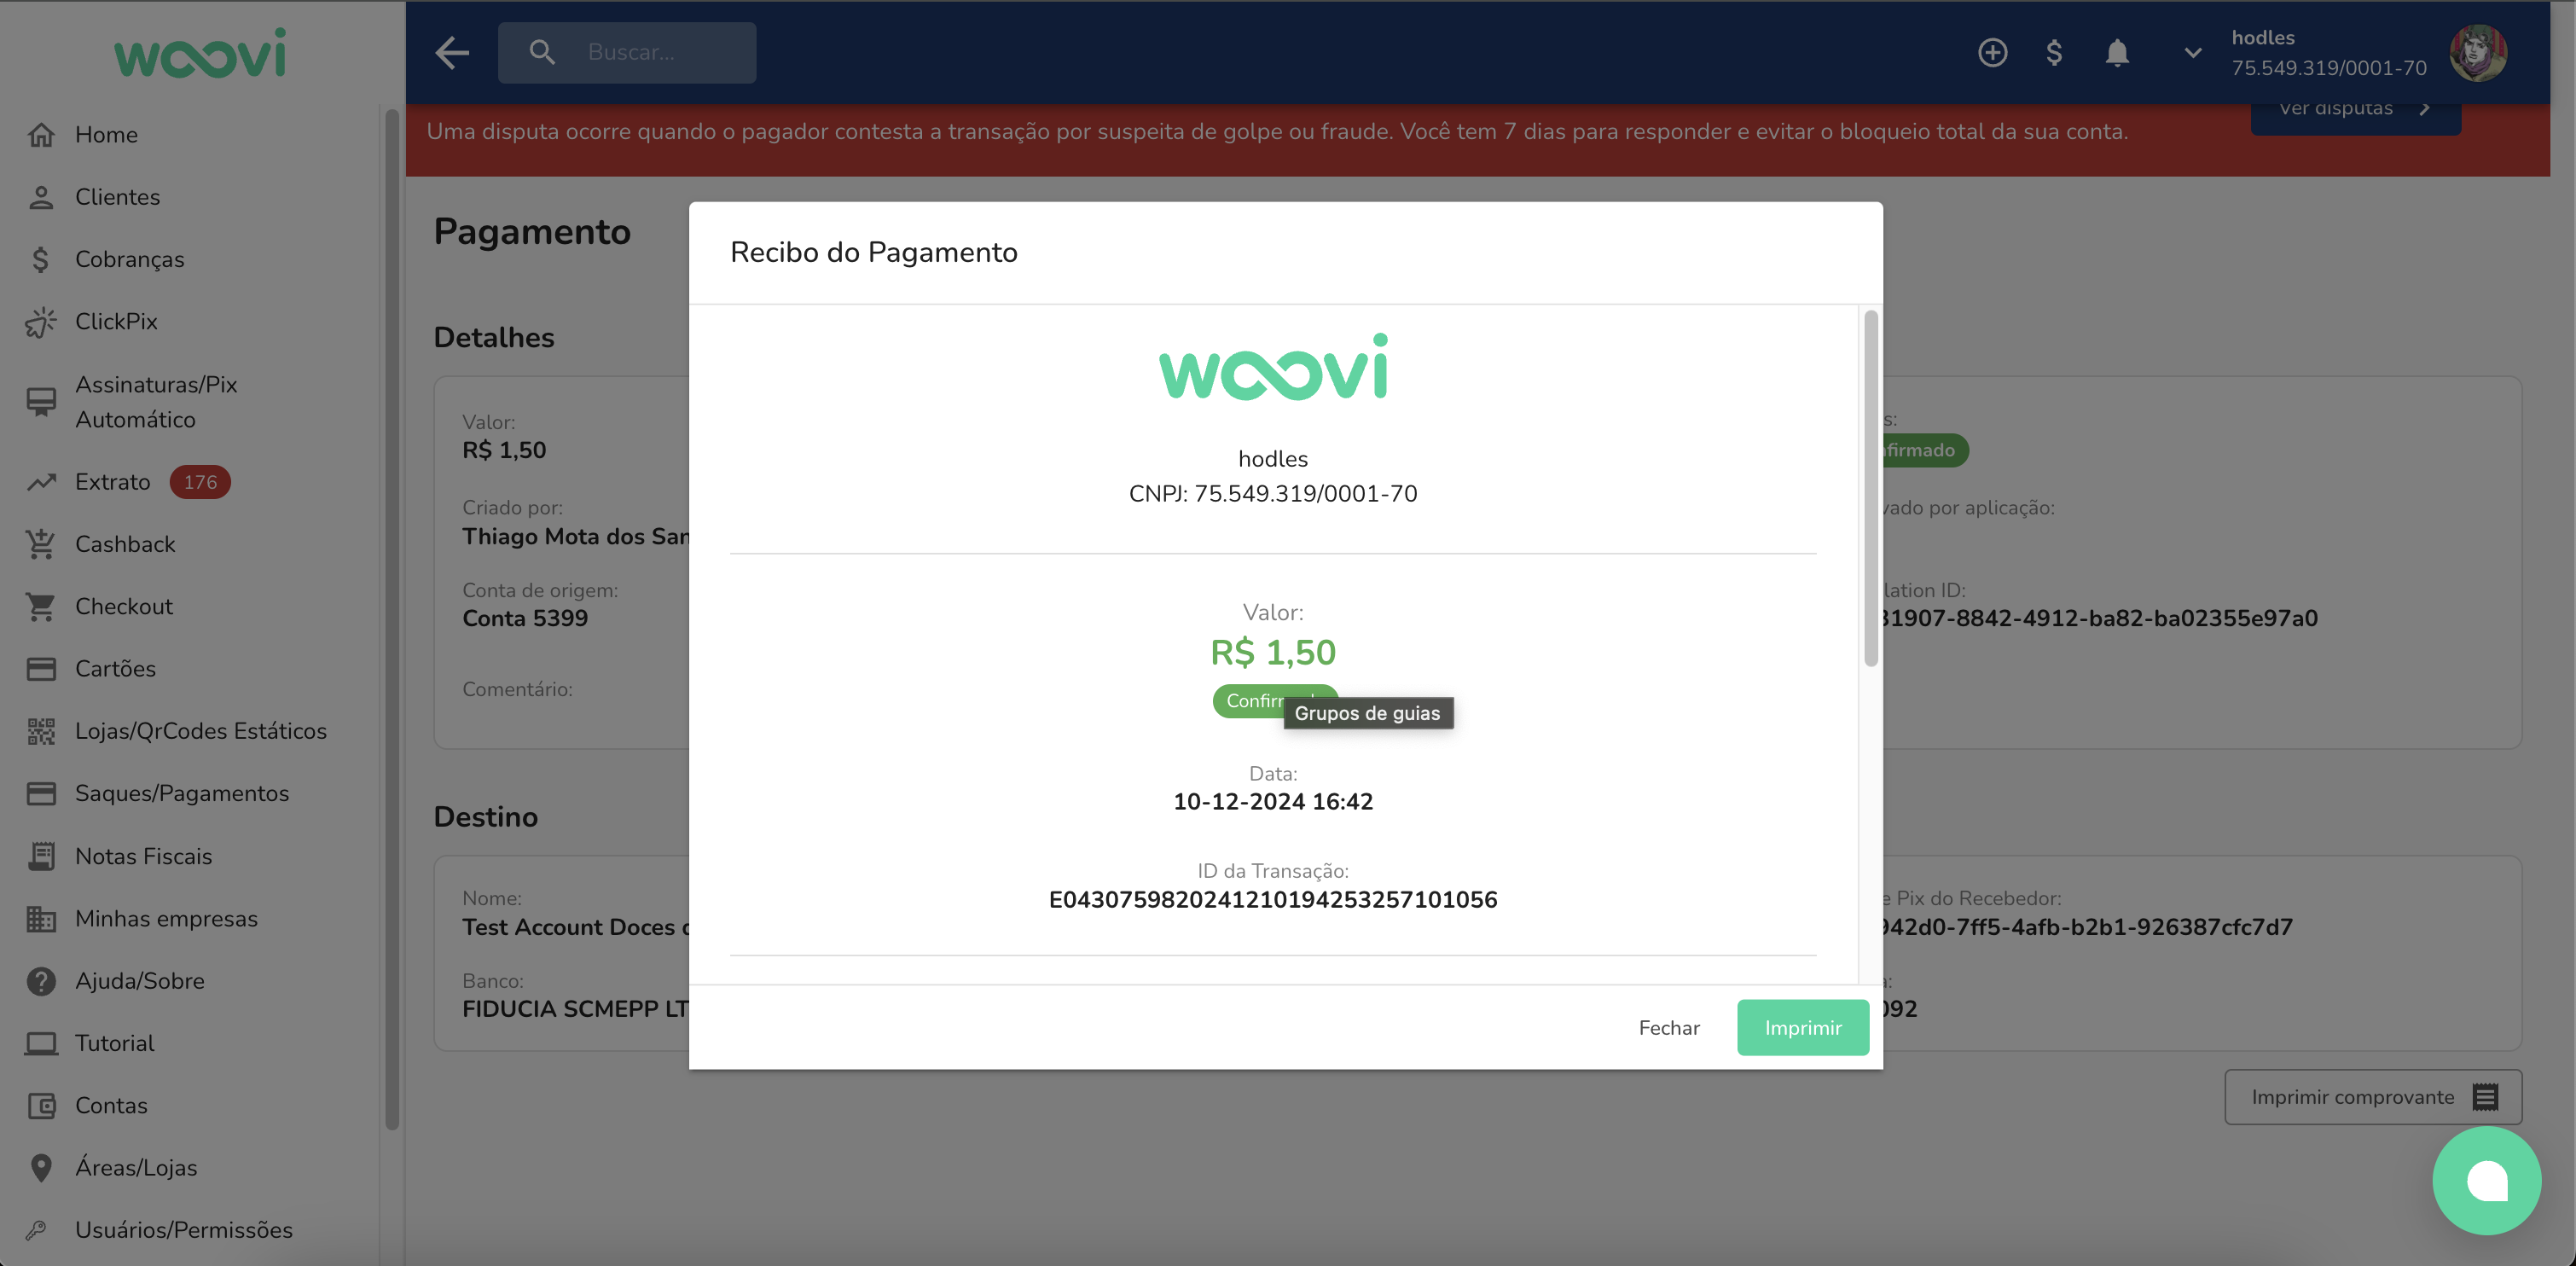 woovi
Home
Clientes
Cobranças
ClickPix
Assinaturas/Pix
Automático
Extrato 176
Cashback
Checkout
Cartões
Lojas/QrCodes Estáticos
Saques/Pagamentos
Notas Fiscais
Minhas empresas
Ajuda/Sobre
Tutorial
Contas
Áreas/Lojas
Usuários/Permissões
Buscar...
hodles
75.549.319/0001-70
Ver disputas
Uma disputa ocorre quando o pagador contesta a transação por suspeita de golpe ou fraude. Você tem 7 dias para responder e evitar o bloqueio total da sua conta.
Pagamento
Detalhes
Valor:
R$ 1,50
Criado por:
Thiago Mota dos San
Conta de origem:
Conta 5399
Comentário:
s:
nfirmado
vado por aplicação:
lation ID:
31907-8842-4912-ba82-ba02355e97a0
Destino
Nome:
Test Account Doces
Banco:
FIDUCIA SCMEPP LT
e Pix do Recebedor:
942d0-7ff5-4afb-b2b1-926387cfc7d7
a:
092
Imprimir comprovante
Recibo do Pagamento
woovi
hodles
CNPJ: 75.549.319/0001-70
Valor:
R$ 1,50
Confirm
Grupos de guias
Data:
10-12-2024 16:42
ID da Transação:
E0430759820241210194253257101056
Fechar
Imprimir